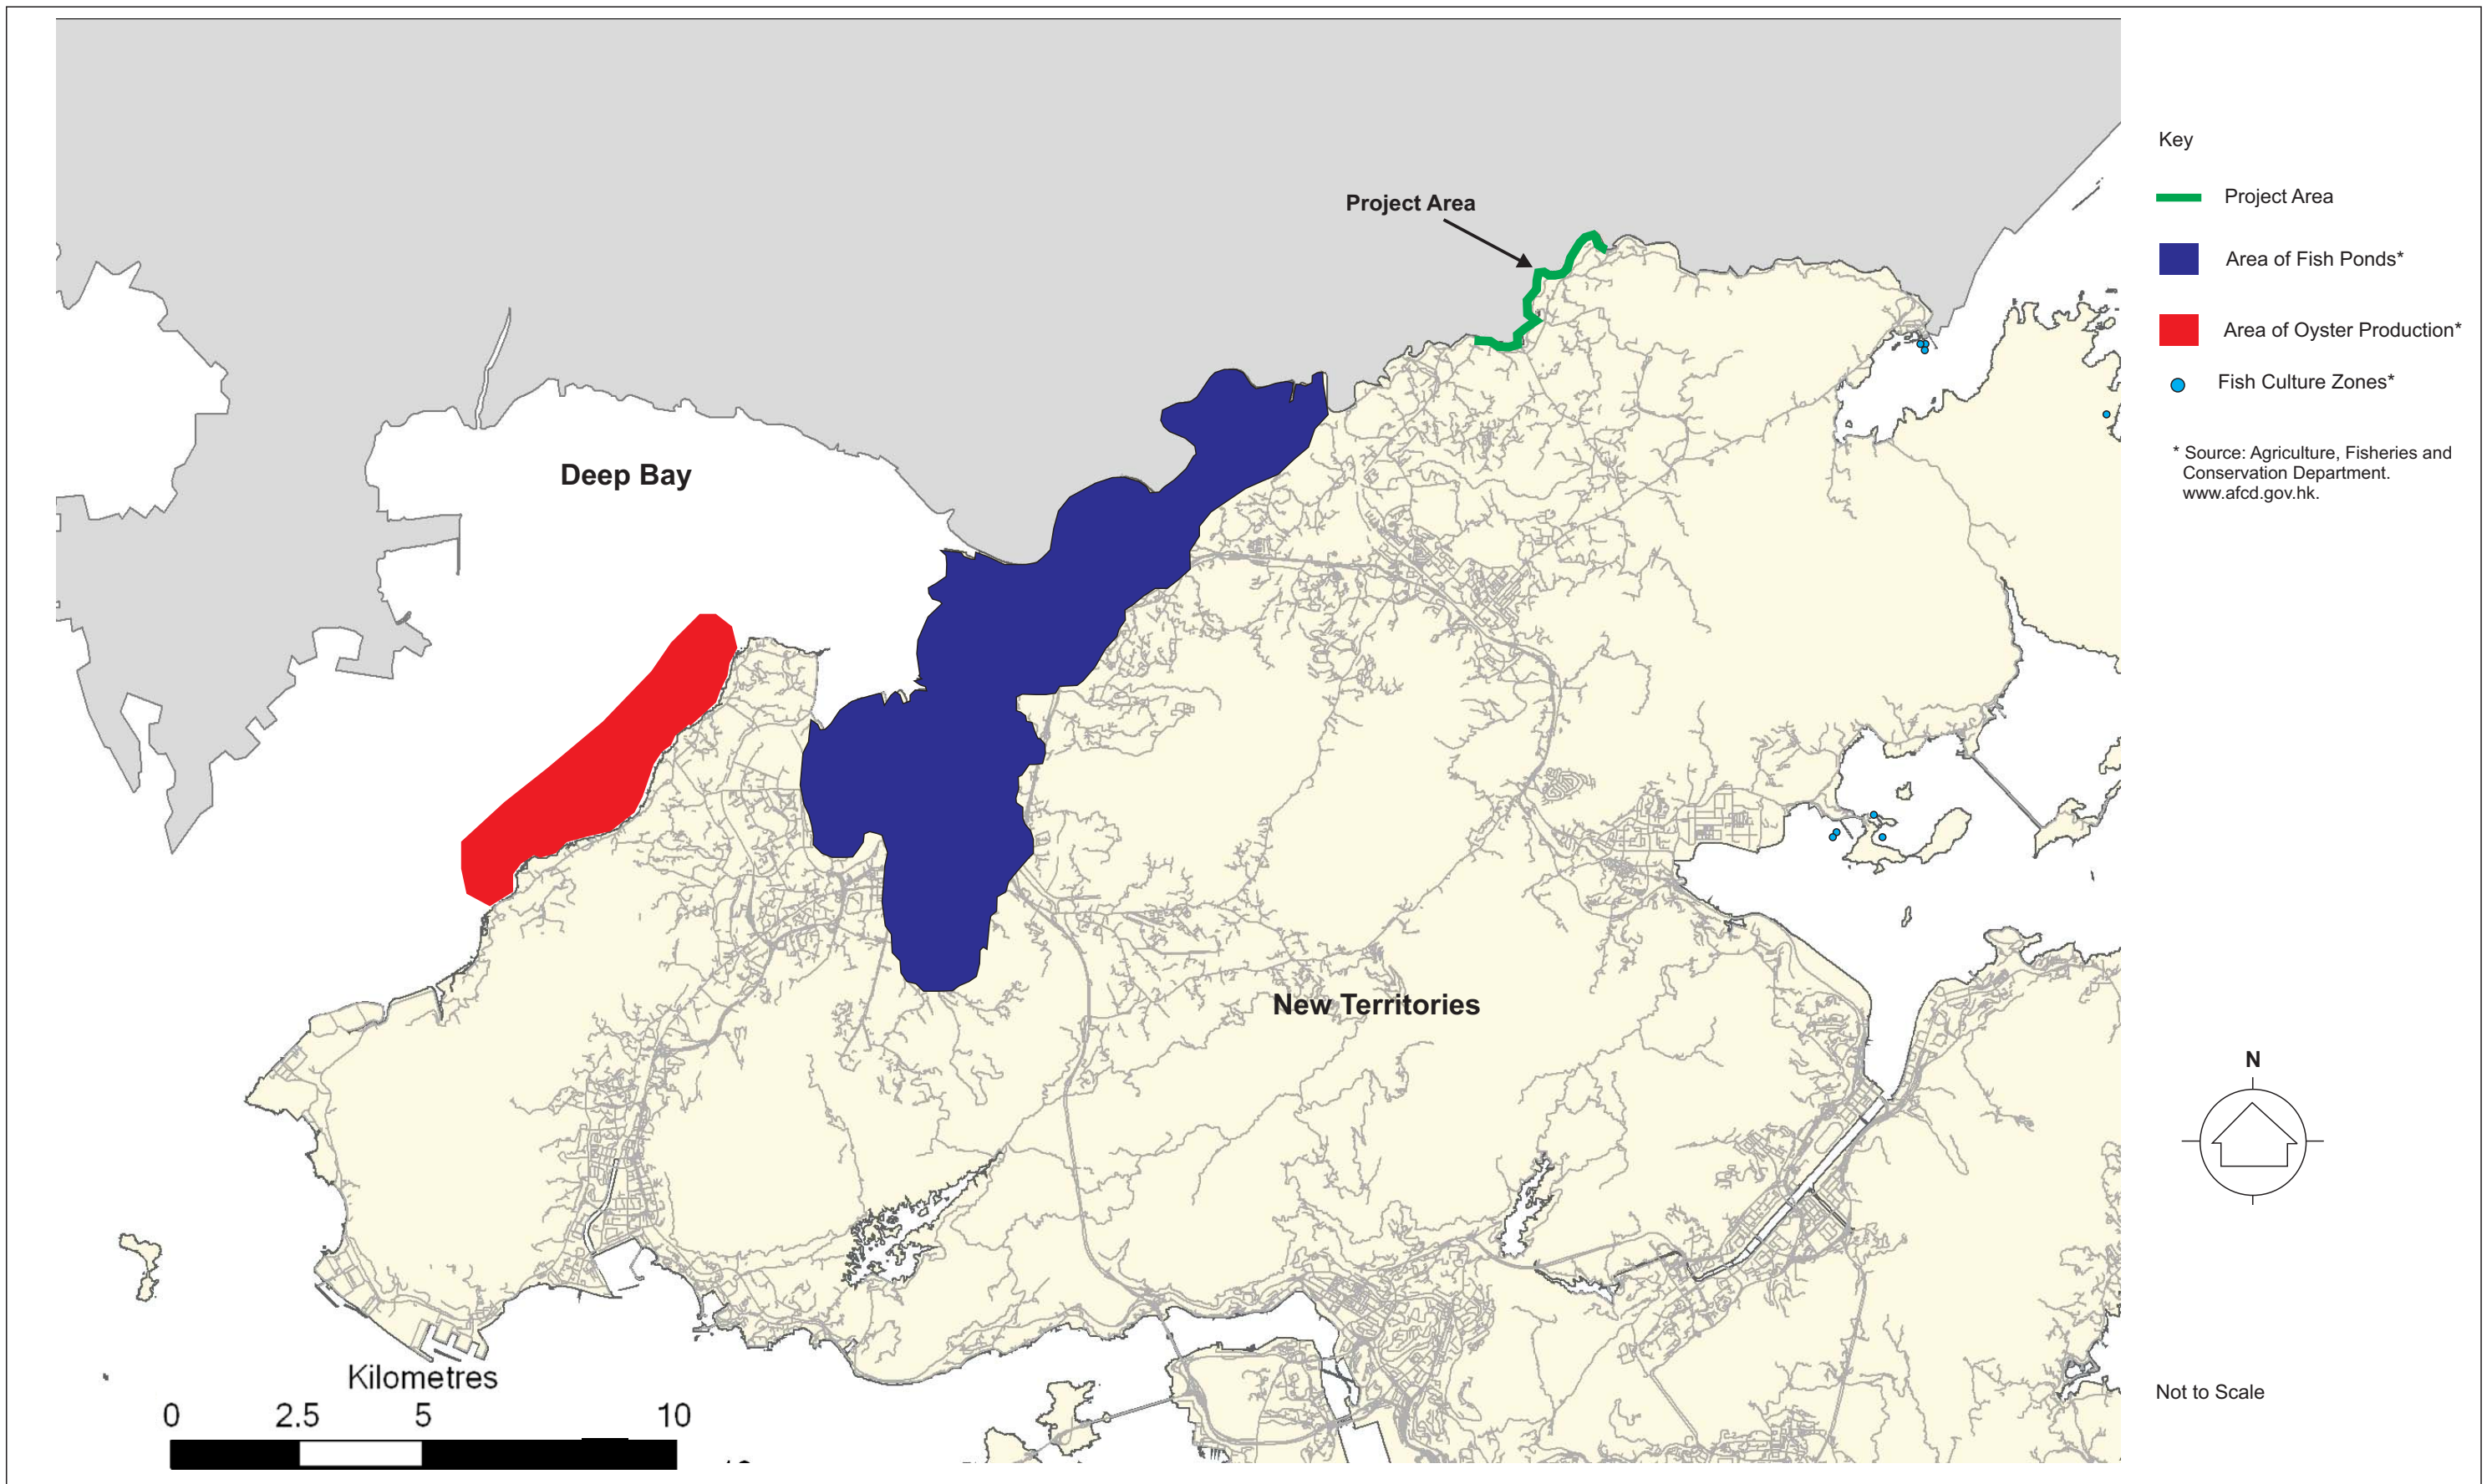 Key
Project Area
Project Area
Area of Fish Ponds*
Area of Oyster Production*
Fish Culture Zones*
* Source: Agriculture, Fisheries and
Conservation Department.
www.afcd.gov.hk.
Deep Bay
New Territories
N
Kilometres
0 2.5 5 10
Not to Scale